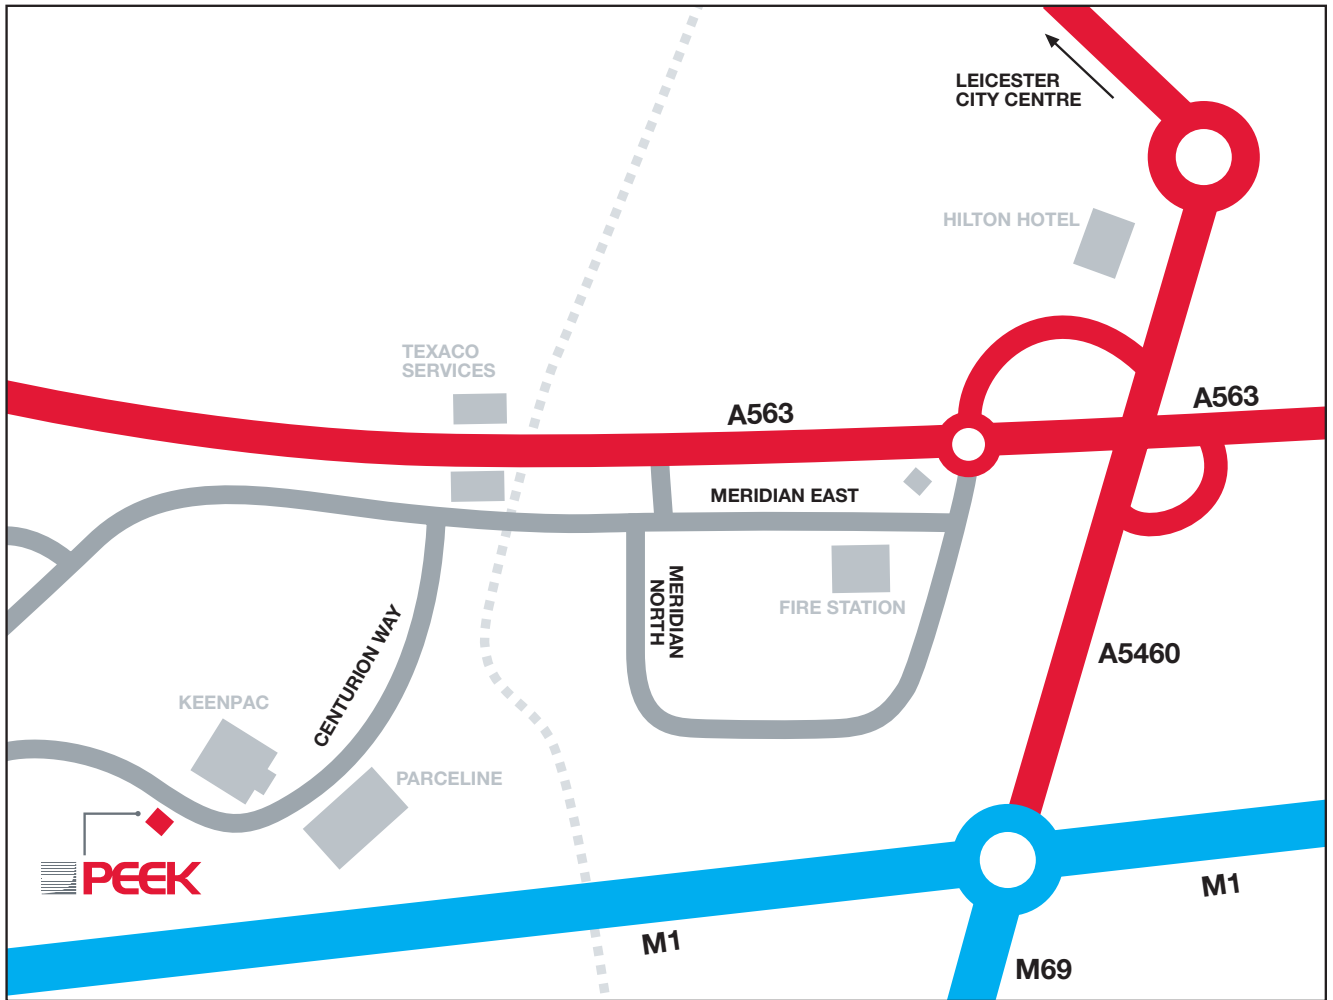 LEICESTER
CITY CENTRE
HILTON HOTEL
TEXACO
SERVICES
A563
A563
MERIDIAN EAST
MERIDIAN
NORTH
FIRE STATION
CENTURION WAY
A5460
KEENPAC
PARCELINE
PEEK
M1
M1
M69